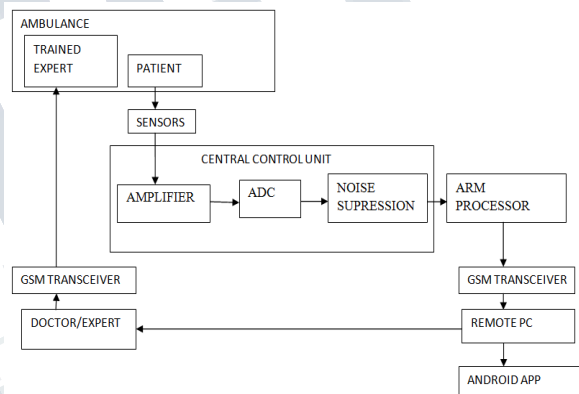 AMBULANCE
TRAINED
EXPERT
PATIENT
SENSORS
CENTRAL CONTROL UNIT
AMPLIFIER
ADC
NOISE
SUPRESSION
ARM
PROCESSOR
GSM TRANSCEIVER
GSM TRANSCEIVER
DOCTOR/EXPERT
REMOTE PC
ANDROID APP